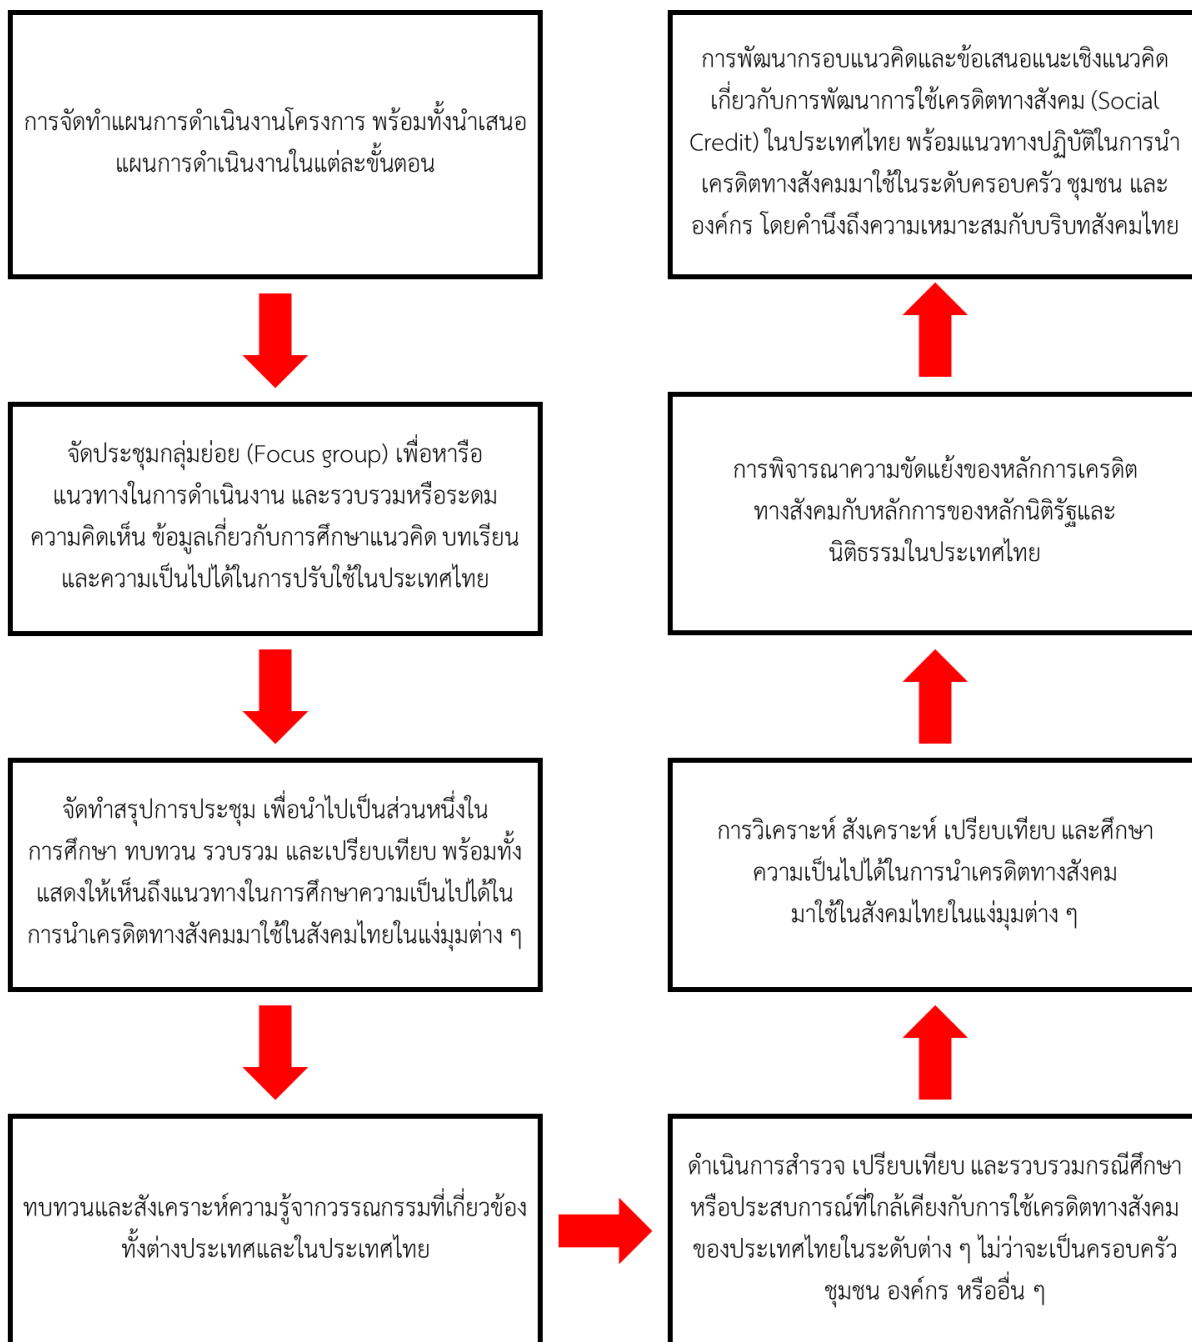 การจัดทำแผนการดำเนินงานโครงการ พร้อมทั้งนำเสนอ
แผนการดำเนินงานในแต่ละขั้นตอน
จัดประชุมกลุ่มย่อย (Focus group) เพื่อหารือ
แนวทางในการดำเนินงาน และรวบรวมหรือระดม
ความคิดเห็น ข้อมูลเกี่ยวกับการศึกษาแนวคิด บทเรียน
และความเป็นไปได้ในการปรับใช้ในประเทศไทย
จัดทำสรุปการประชุม เพื่อนำไปเป็นส่วนหนึ่งใน
การศึกษา ทบทวน รวบรวม และเปรียบเทียบ พร้อมทั้ง
แสดงให้เห็นถึงแนวทางในการศึกษาความเป็นไปได้ใน
การนำเครดิตทางสังคมมาใช้ในสังคมไทยในแง่มุมต่าง ๆ
ทบทวนและสังเคราะห์ความรู้จากวรรณกรรมที่เกี่ยวข้อง
ทั้งต่างประเทศและในประเทศไทย
ดำเนินการสำรวจ เปรียบเทียบ และรวบรวมกรณีศึกษา
หรือประสบการณ์ที่ใกล้เคียงกับการใช้เครดิตทางสังคม
ของประเทศไทยในระดับต่าง ๆ ไม่ว่าจะเป็นครอบครัว
ชุมชน องค์กร หรืออื่น ๆ
การวิเคราะห์ สังเคราะห์ เปรียบเทียบ และศึกษา
ความเป็นไปได้ในการนำเครดิตทางสังคม
มาใช้ในสังคมไทยในแง่มุมต่าง ๆ
การพิจารณาความขัดแย้งของหลักการเครดิต
ทางสังคมกับหลักการของหลักนิติรัฐและ
นิติธรรมในประเทศไทย
การพัฒนากรอบแนวคิดและข้อเสนอแนะเชิงแนวคิด
เกี่ยวกับการพัฒนาการใช้เครดิตทางสังคม (Social
Credit) ในประเทศไทย พร้อมแนวทางปฏิบัติในการนำ
เครดิตทางสังคมมาใช้ในระดับครอบครัว ชุมชน และ
องค์กร โดยคำนึงถึงความเหมาะสมกับบริบทสังคมไทย